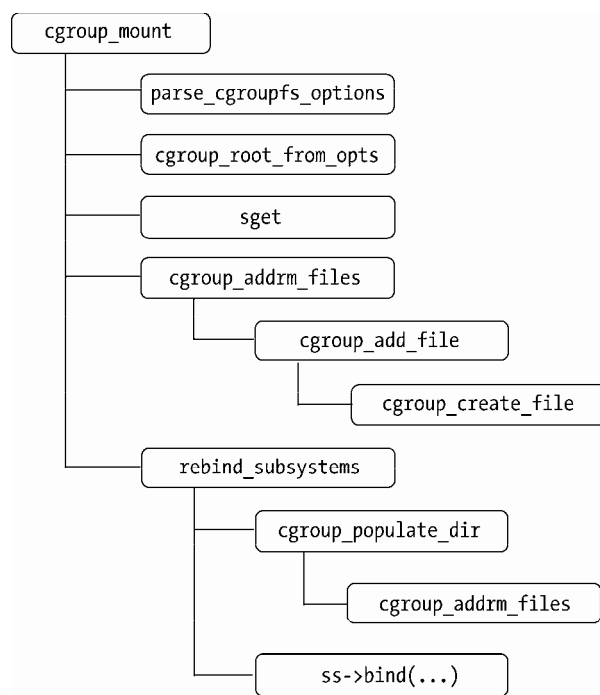 cgroup_mount
parse_cgroupfs_options
cgroup_root_from_opts
sget
cgroup_addrm_files
cgroup_add_file
cgroup_create_file
rebind_subsystems
cgroup_populate_dir
cgroup_addrm_files
ss->bind(...)